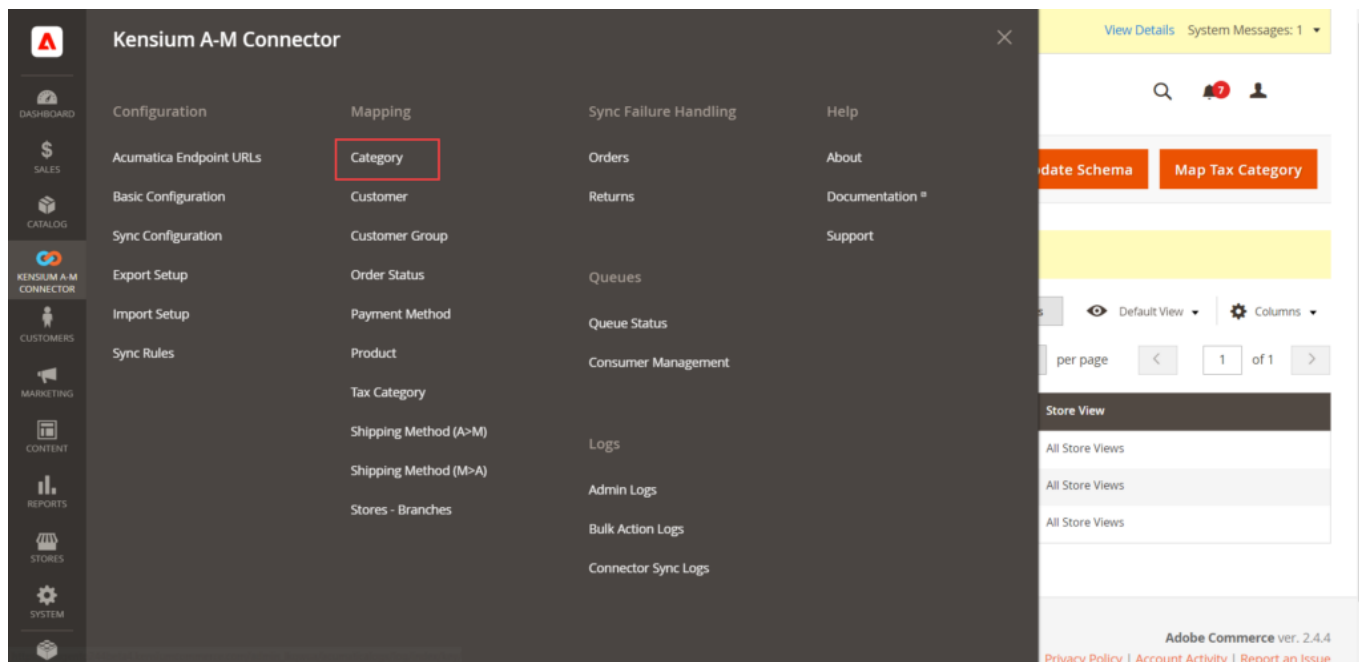 DASHBOARD
SALES
CATALOG
KENSIUM A-M
CONNECTOR
CUSTOMERS
MARKETING
CONTENT
REPORTS
STORES
SYSTEM
Kensium A-M Connector
Configuration
Acumatica Endpoint URLs
Basic Configuration
Sync Configuration
Export Setup
Import Setup
Sync Rules
Mapping
Category
Customer
Customer Group
Order Status
Payment Method
Product
Tax Category
Shipping Method (A>M)
Shipping Method (M>A)
Stores - Branches
Sync Failure Handling
Orders
Returns
Queues
Queue Status
Consumer Management
Logs
Admin Logs
Bulk Action Logs
Connector Sync Logs
Help
About
Documentation
Support
View Details System Messages: 1
7
date Schema Map Tax Category
s Default View Columns
per page 1 of 1
Store View
All Store Views
All Store Views
All Store Views
Adobe Commerce ver. 2.4.4
Privacy Policy | Account Activity | Report an Issue